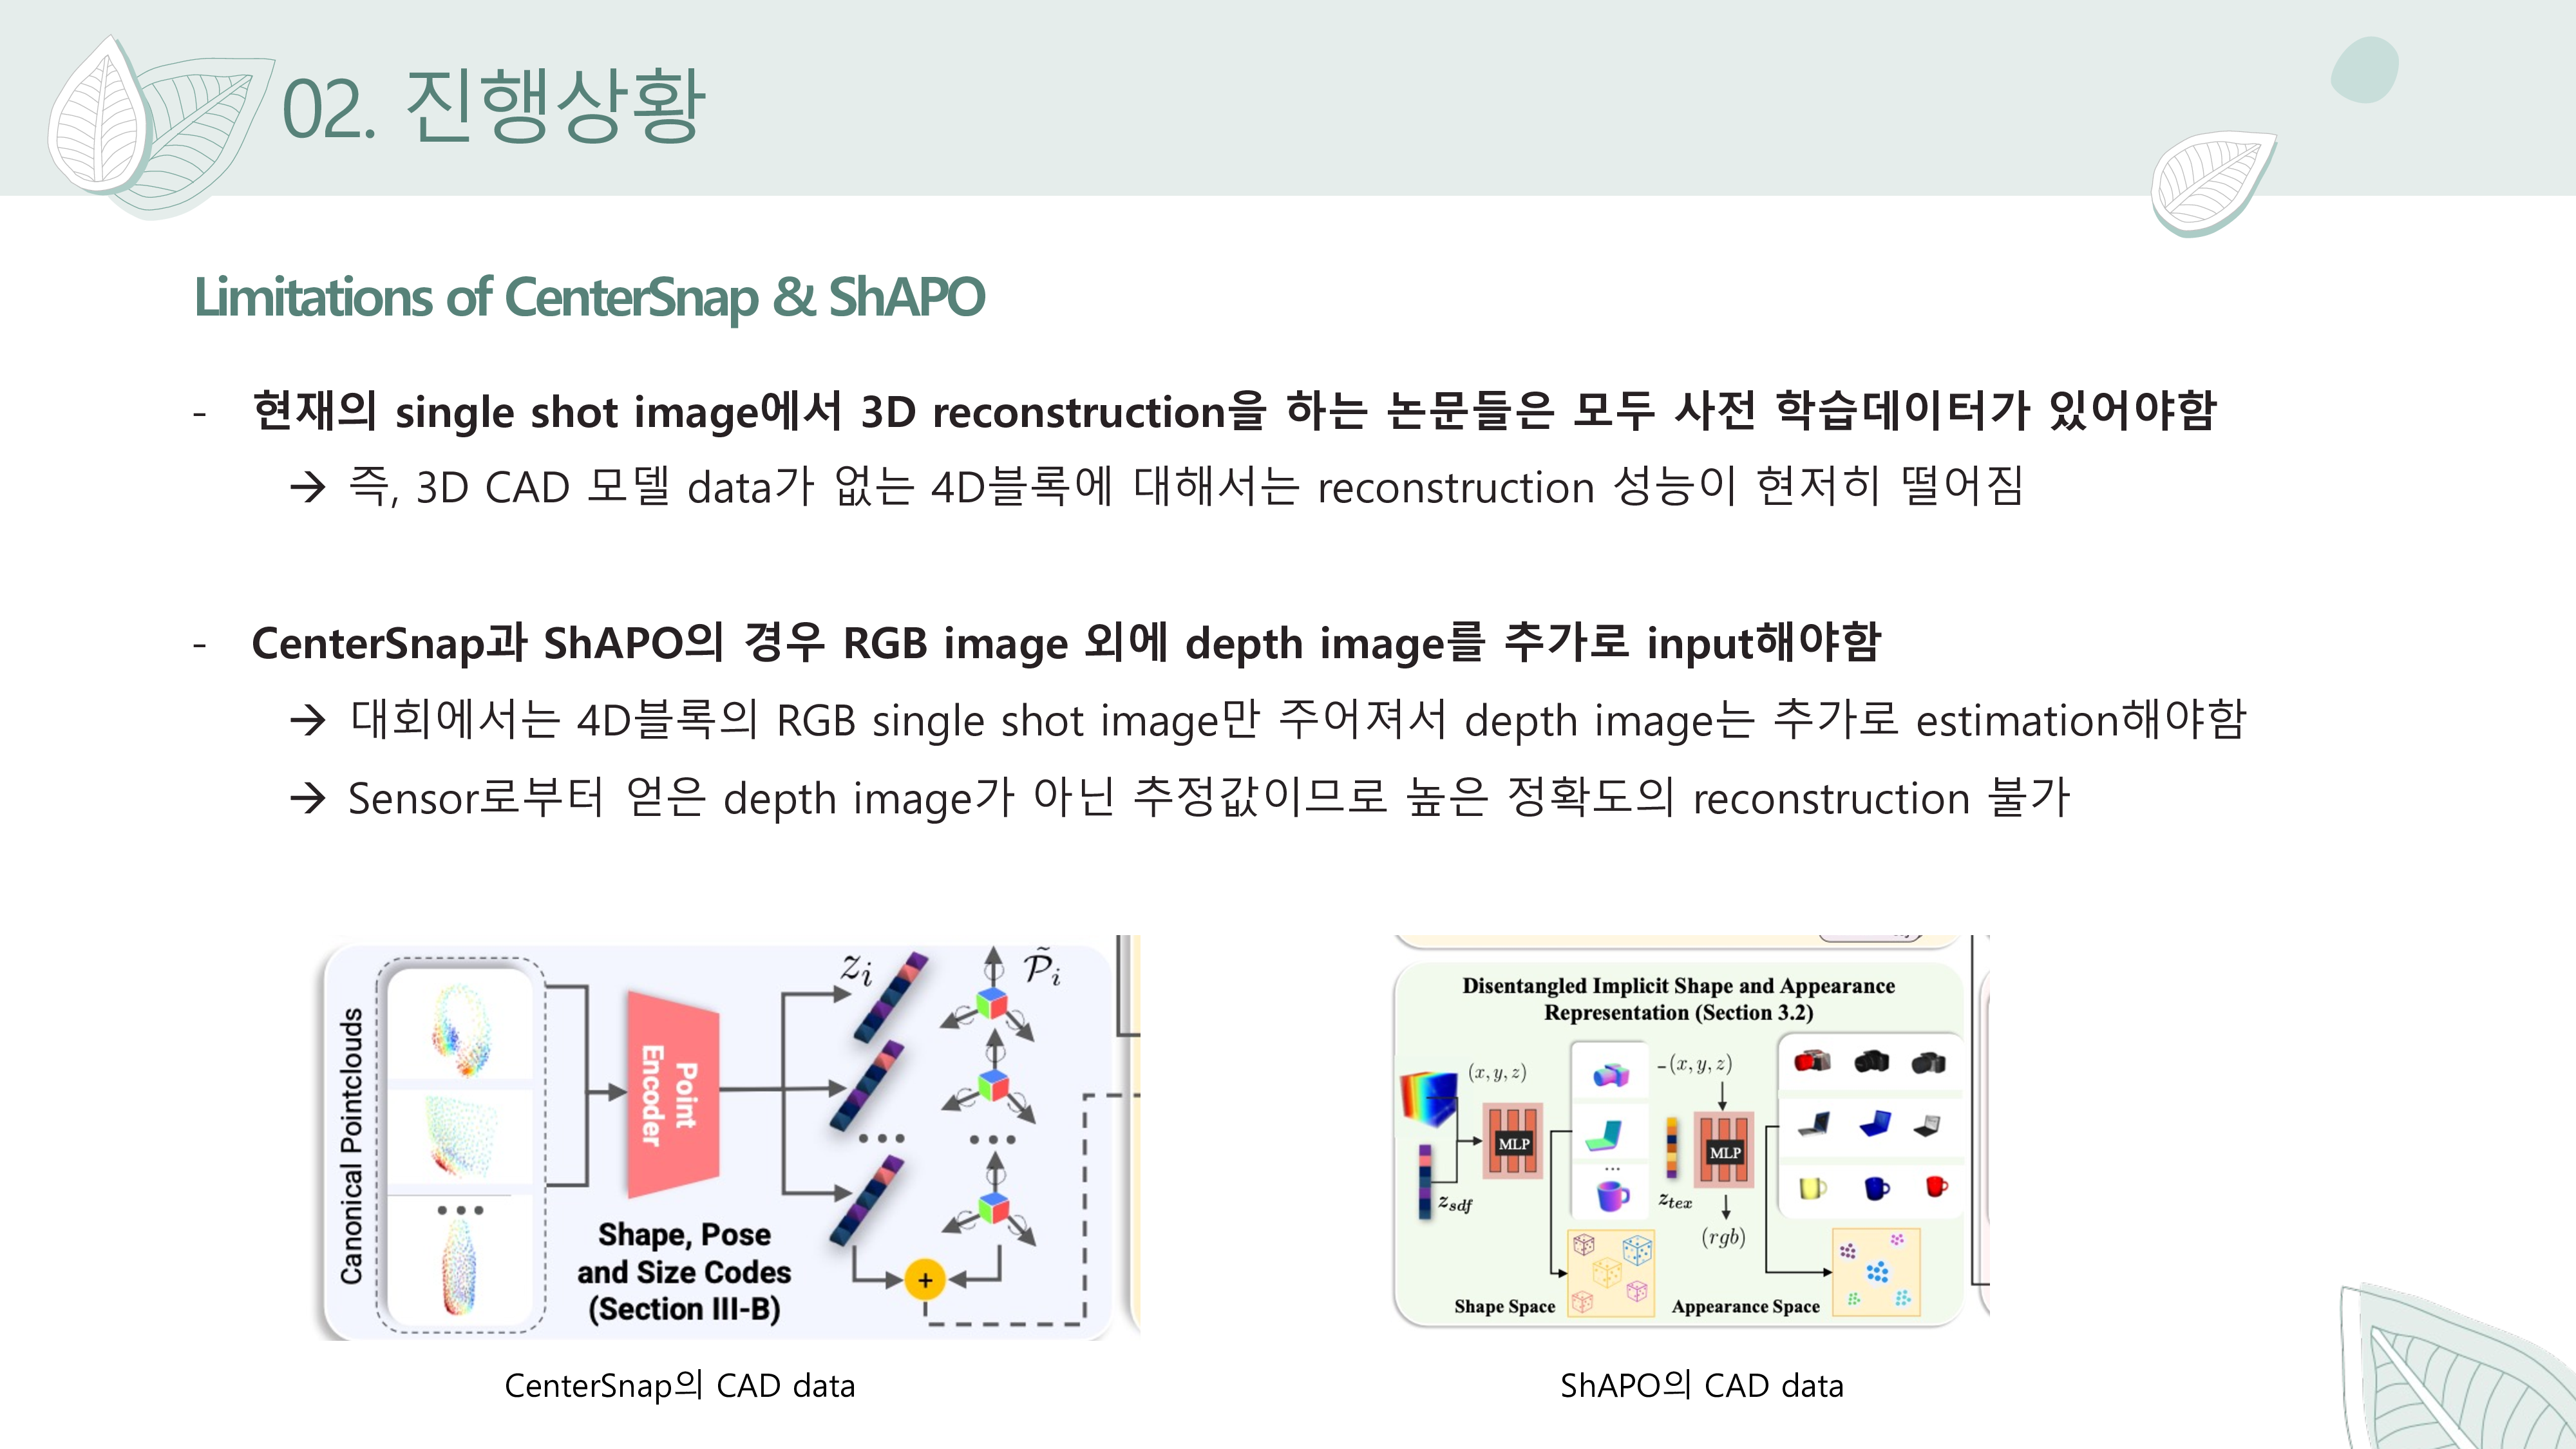 02. 진행상황
Limitations of CenterSnap & ShAPO
- 현재의 single shot image에서 3D reconstruction을 하는 논문들은 모두 사전 학습데이터가 있어야함
→ 즉, 3D CAD 모델 data가 없는 4D블록에 대해서는 reconstruction 성능이 현저히 떨어짐
- CenterSnap과 ShAPO의 경우 RGB image 외에 depth image를 추가로 input해야함
→ 대회에서는 4D블록의 RGB single shot image만 주어져서 depth image는 추가로 estimation해야함
→ Sensor로부터 얻은 depth image가 아닌 추정값이므로 높은 정확도의 reconstruction 불가
Canonical Pointclouds
Point
Encoder
Shape, Pose
and Size Codes
(Section III-B)
z_i
P̃_i
+
CenterSnap의 CAD data
Disentangled Implicit Shape and Appearance
Representation (Section 3.2)
(x, y, z)
MLP
z_sdf
Shape Space
-(x, y, z)
MLP
z_tex
(rgb)
Appearance Space
ShAPO의 CAD data